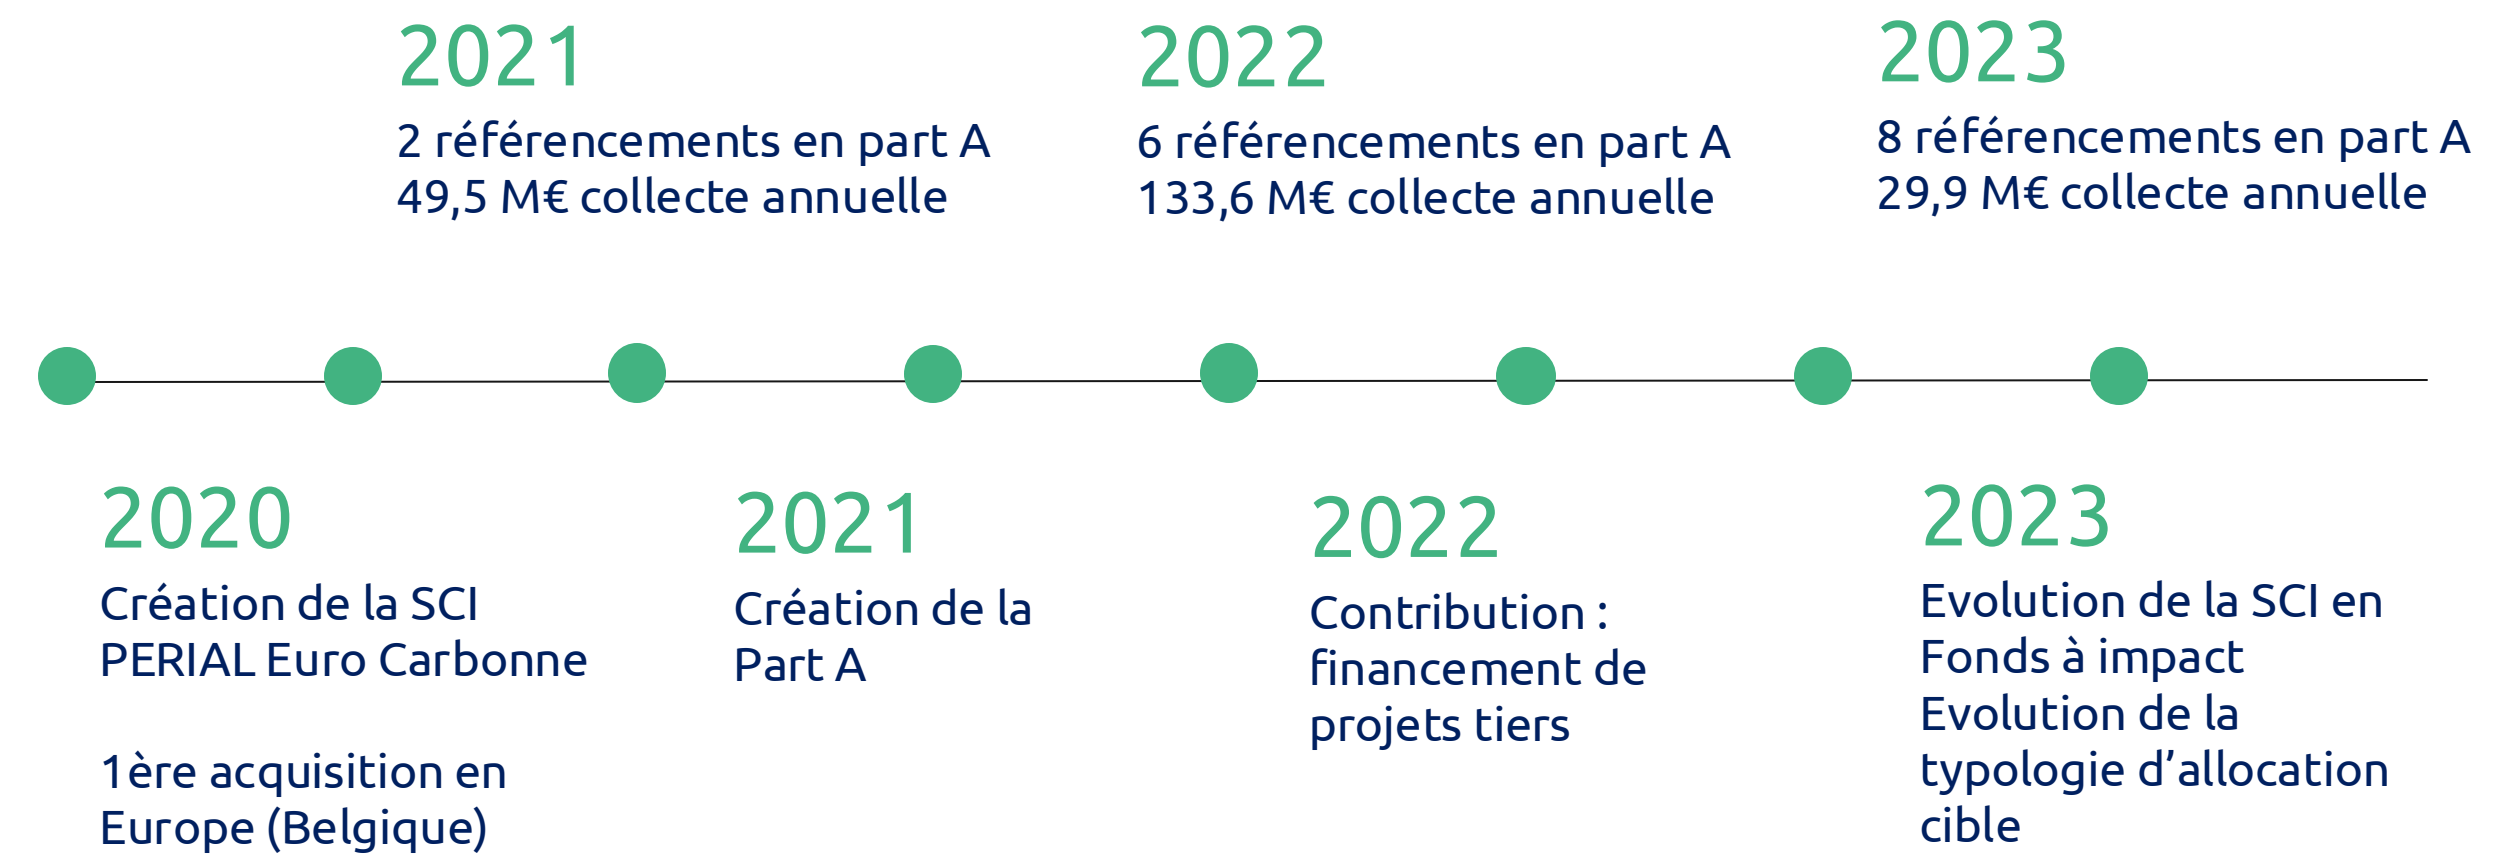 2021
2 référencements en part A
49,5 M€ collecte annuelle
2022
6 référencements en part A
133,6 M€ collecte annuelle
2023
8 référencements en part A
29,9 M€ collecte annuelle
2020
Création de la SCI
PERIAL Euro Carbonne
1ère acquisition en
Europe (Belgique)
2021
Création de la
Part A
2022
Contribution :
financement de
projets tiers
2023
Evolution de la SCI en
Fonds à impact
Evolution de la
typologie d’allocation
cible